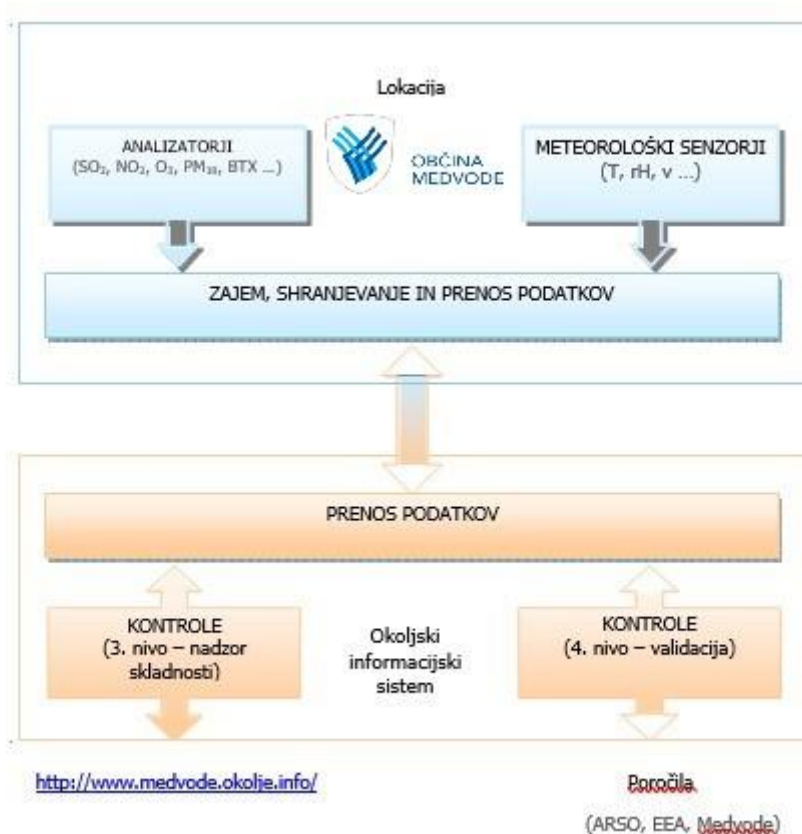 Lokacija
ANALIZATORJI
(SO₂, NO₂, O₃, PM₁₀, BTX ...)
OBČINA
MEDVODE
METEOROLOŠKI SENZORJI
(T, rH, v ...)
ZAJEM, SHRANJEVANJE IN PRENOS PODATKOV
PRENOS PODATKOV
KONTROLE
(3. nivo – nadzor
skladnosti)
Okoljski
informacijski
sistem
KONTROLE
(4. nivo – validacija)
http://www.medvode.okolje.info/
Poročila
(ARSO, EEA, Medvode)